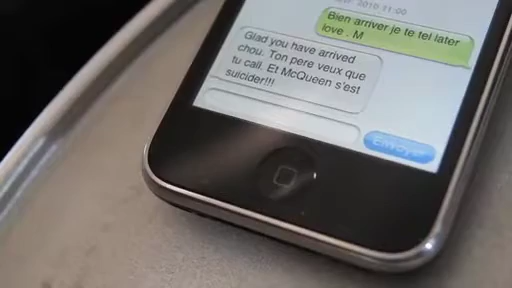 2010 11:00
Bien arriver je te tel later
love . M
Glad you have arrived
chou. Ton pere veux que
tu call. Et McQueen s'est
suicider!!!
Envoyer